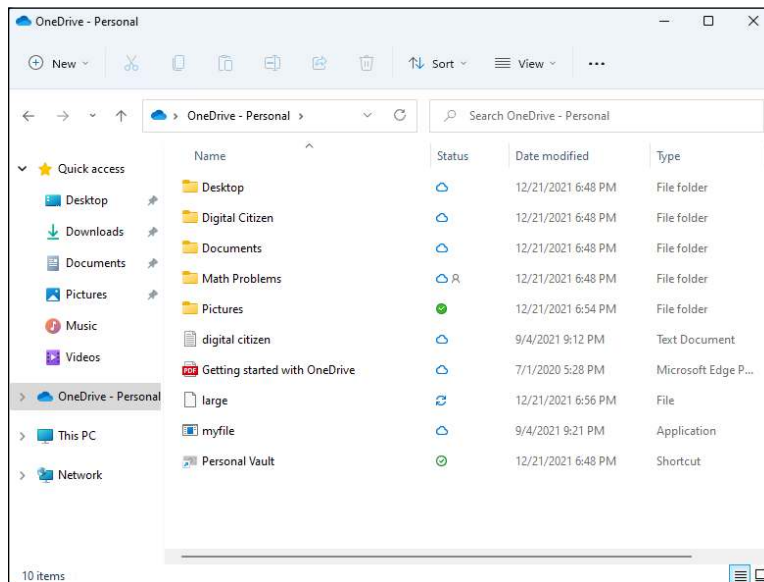 OneDrive - Personal
New Sort View
OneDrive - Personal Search OneDrive - Personal
Name Status Date modified Type
Quick access
Desktop
Downloads
Documents
Pictures
Music
Videos
OneDrive - Personal
This PC
Network
Desktop 12/21/2021 6:48 PM File folder
Digital Citizen 12/21/2021 6:48 PM File folder
Documents 12/21/2021 6:48 PM File folder
Math Problems 12/21/2021 6:48 PM File folder
Pictures 12/21/2021 6:54 PM File folder
digital citizen 9/4/2021 9:12 PM Text Document
PDF Getting started with OneDrive 7/1/2020 5:28 PM Microsoft Edge P...
large 12/21/2021 6:56 PM File
myfile 9/4/2021 9:21 PM Application
Personal Vault 12/21/2021 6:48 PM Shortcut
10 items